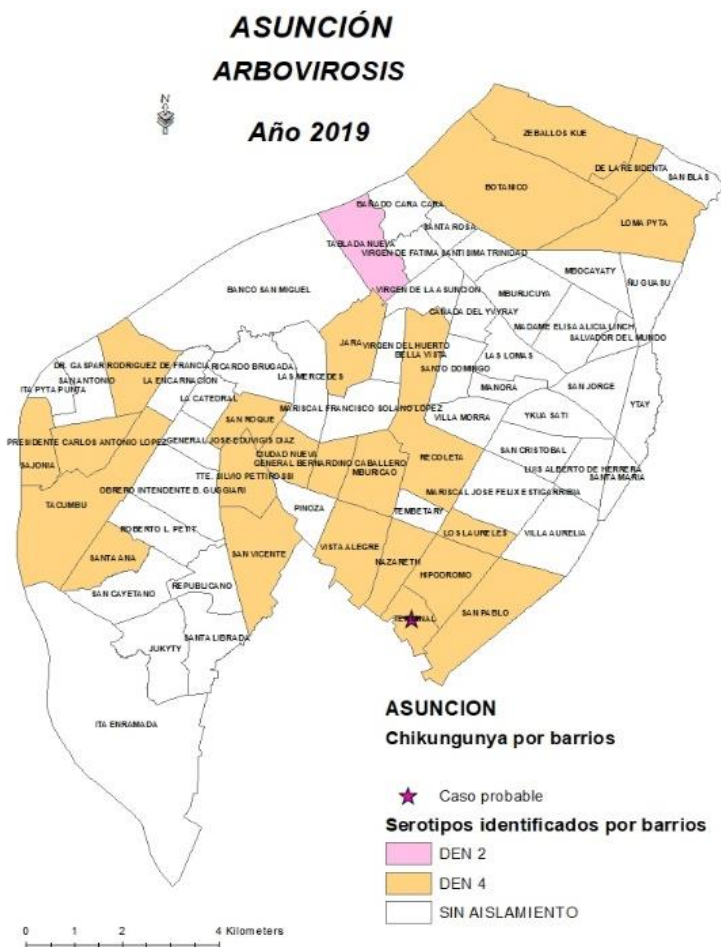 ASUNCIÓN
ARBOVIROSIS
Año 2019
N
ZEBALLOS KUE
DE LA RESIDENTA
SAN BLAS
BOTANICO
BAÑADO CARA CARA
LOMA PYTA
SANTA ROSA
TABLADA NUEVA
VIRGEN DE FATIMA
SANTISIMA TRINIDAD
MBOCAYATY
ÑU GUASU
BANCO SAN MIGUEL
VIRGEN DE LA ASUNCION
MBURUCUYA
CAÑADA DEL YVYRAY
MADAME ELISA ALICIA LINCH
SALVADOR DEL MUNDO
JARA
VIRGEN DEL HUERTO
BELLA VISTA
LAS LOMAS
DR. GASPAR RODRIGUEZ DE FRANCIA
RICARDO BRUGADA
SANTO DOMINGO
LAS MERCEDES
SAN ANTONIO
LA ENCARNACION
MANORA
SAN JORGE
ITA PYTA PUNTA
LA CATEDRAL
MARISCAL FRANCISCO SOLANO LOPEZ
YTAY
SAN ROQUE
VILLA MORRA
YKUA SATI
PRESIDENTE CARLOS ANTONIO LOPEZ
GENERAL JOSE EDUVIGIS DIAZ
CIUDAD NUEVA
RECOLETA
SAN CRISTOBAL
SAJONIA
GENERAL BERNARDINO CABALLERO
MBURICAO
LUIS ALBERTO DE HERRERA
TTE. SILVIO PETTIROSSI
SANTA MARIA
OBRERO INTENDENTE B. GUGGIARI
MARISCAL JOSE FELIX ESTIGARRIBIA
TACUMBU
PINOZA
TEMBETARY
ROBERTO L. PETIT
LOS LAURELES
VILLA AURELIA
VISTA ALEGRE
SANTA ANA
SAN VICENTE
NAZARETH
HIPODROMO
REPUBLICANO
SAN CAYETANO
SAN PABLO
TERMINAL
SANTA LIBRADA
JUKYTY
ITA ENRAMADA
ASUNCION
Chikungunya por barrios
Caso probable
Serotipos identificados por barrios
DEN 2
DEN 4
SIN AISLAMIENTO
0 1 2 4 Kilometers